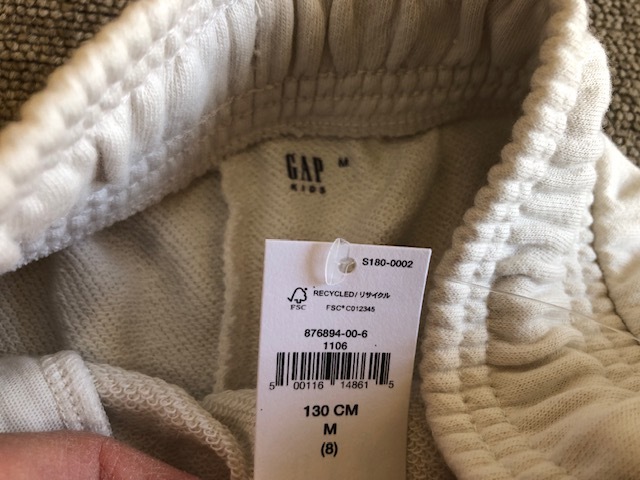 GAP M
KIDS
S180-0002
RECYCLED/リサイクル
FSC
FSC® C012345
876894-00-6
1106
5 00116 14861 5
130 CM
M
(8)